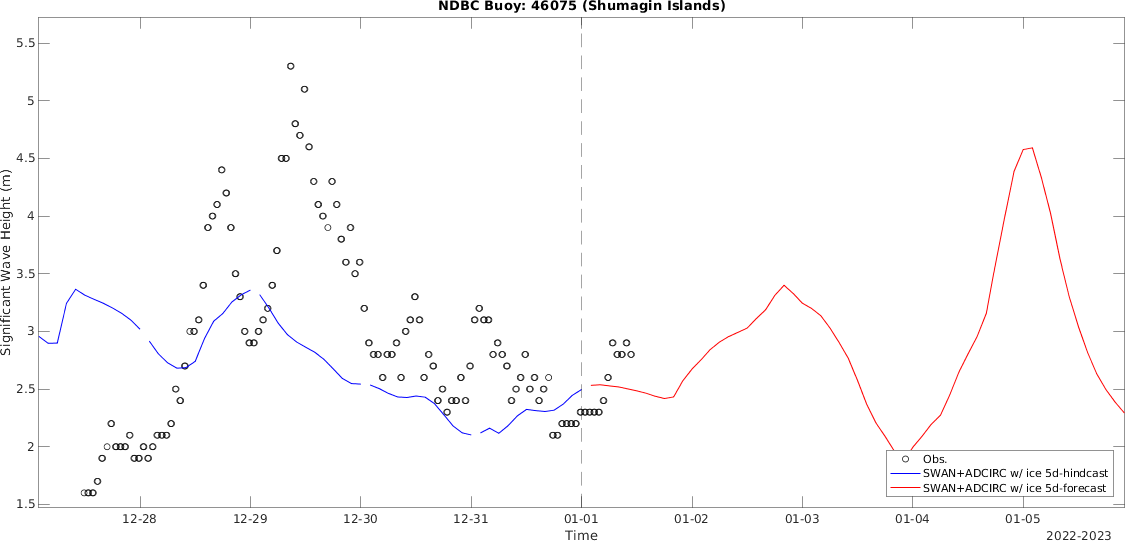 NDBC Buoy: 46075 (Shumagin Islands)
5.5
5
4.5
4
3.5
3
2.5
2
1.5
Significant Wave Height (m)
Obs.
SWAN+ADCIRC w/ ice 5d-hindcast
SWAN+ADCIRC w/ ice 5d-forecast
12-28 12-29 12-30 12-31 01-01 01-02 01-03 01-04 01-05
Time
2022-2023